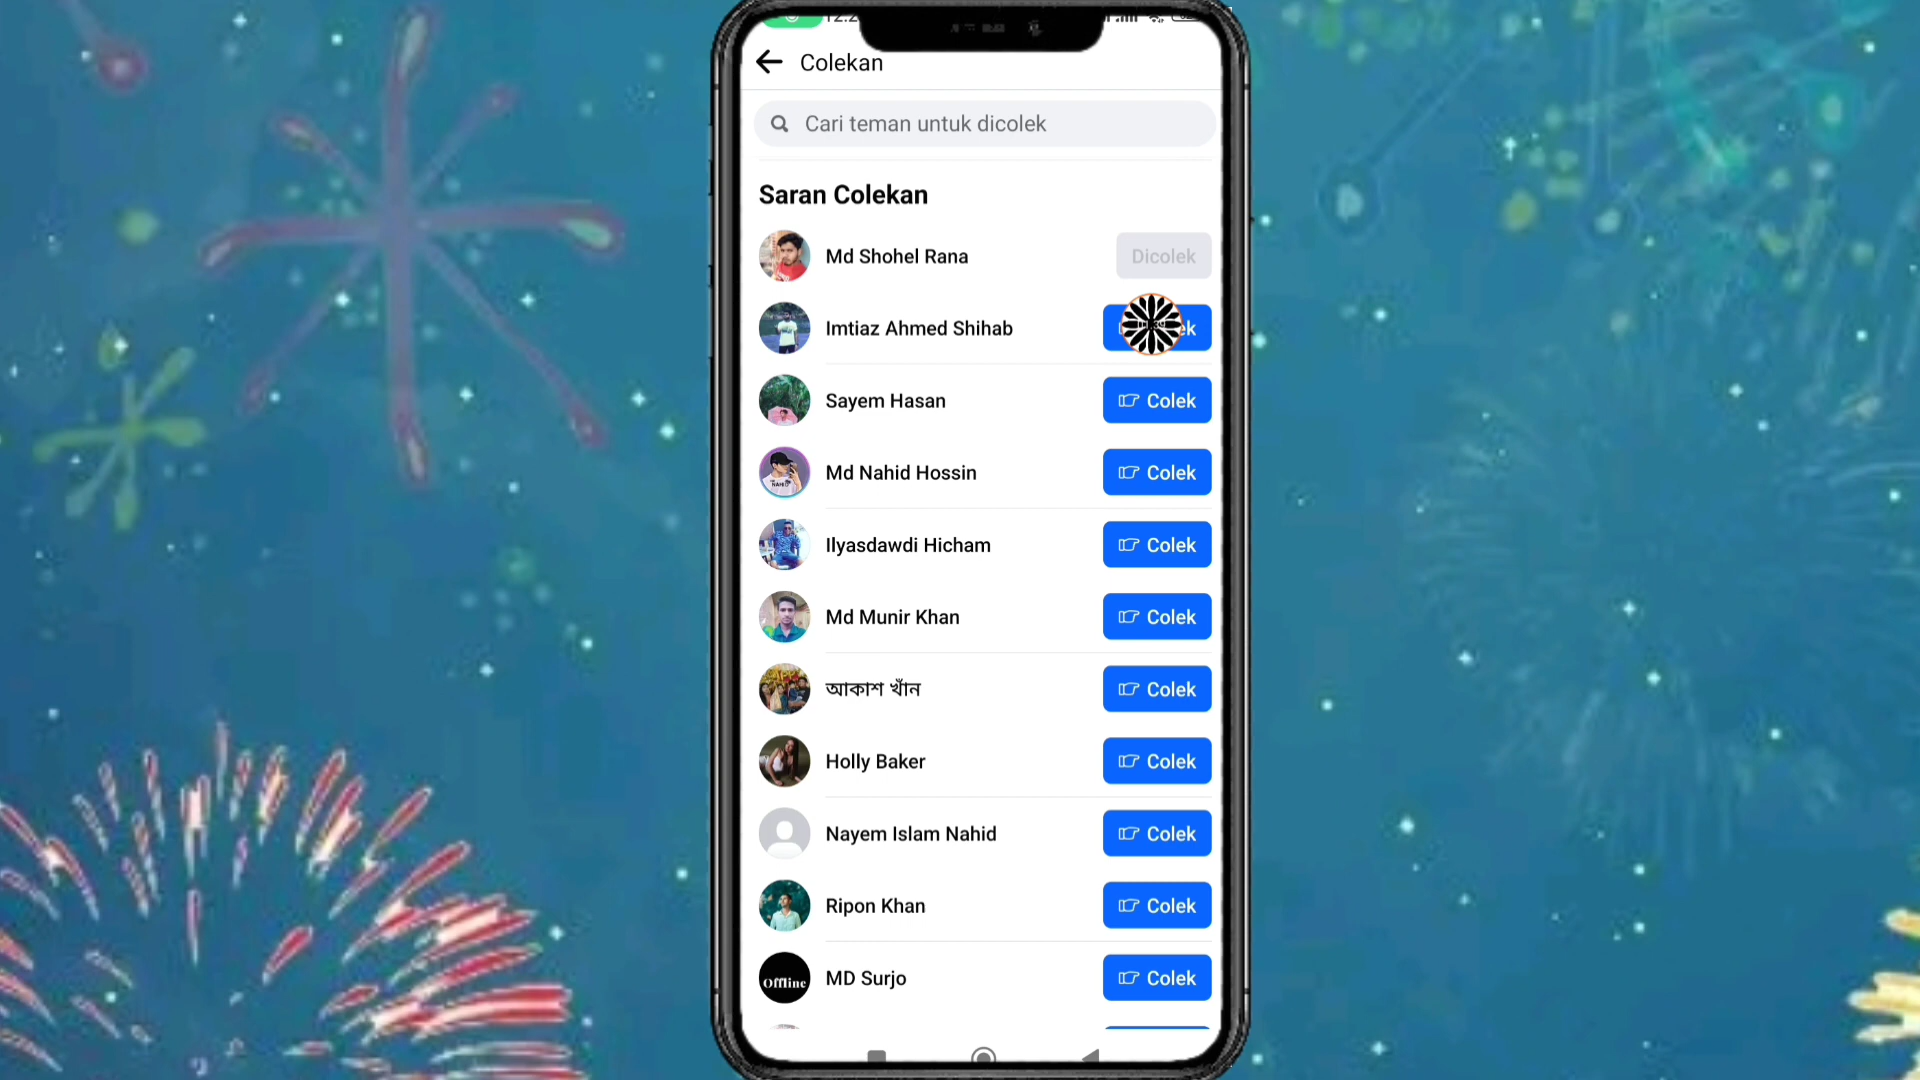 Colekan
Cari teman untuk dicolek
Saran Colekan
Md Shohel Rana
Dicolek
Imtiaz Ahmed Shihab
Sayem Hasan
Colek
Md Nahid Hossin
Colek
Ilyasdawdi Hicham
Colek
Md Munir Khan
Colek
আকাশ খাঁন
Colek
Holly Baker
Colek
Nayem Islam Nahid
Colek
Ripon Khan
Colek
Offline
MD Surjo
Colek